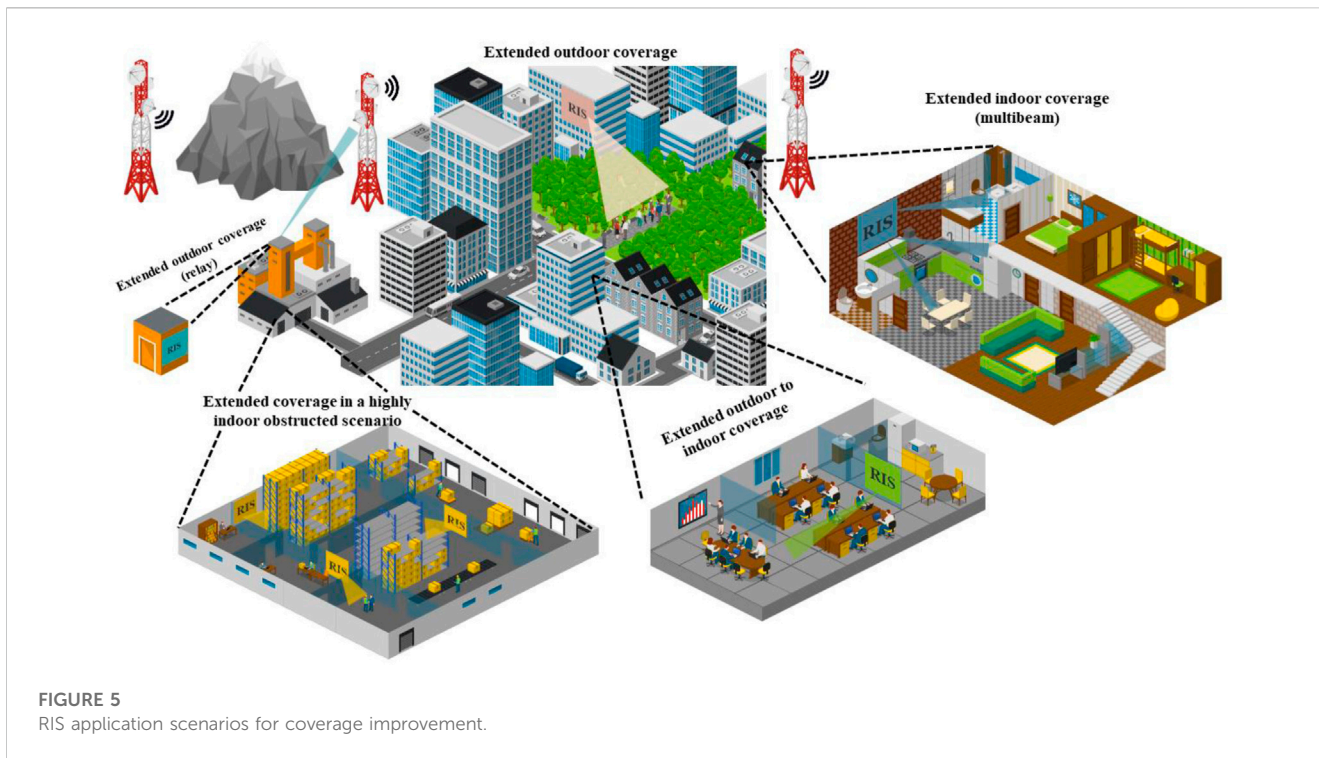 Extended outdoor coverage
RIS
Extended indoor coverage
(multibeam)
RIS
Extended outdoor coverage
(relay)
RIS
Extended coverage in a highly
indoor obstructed scenario
RIS
RIS
RIS
Extended outdoor to
indoor coverage
RIS
FIGURE 5
RIS application scenarios for coverage improvement.